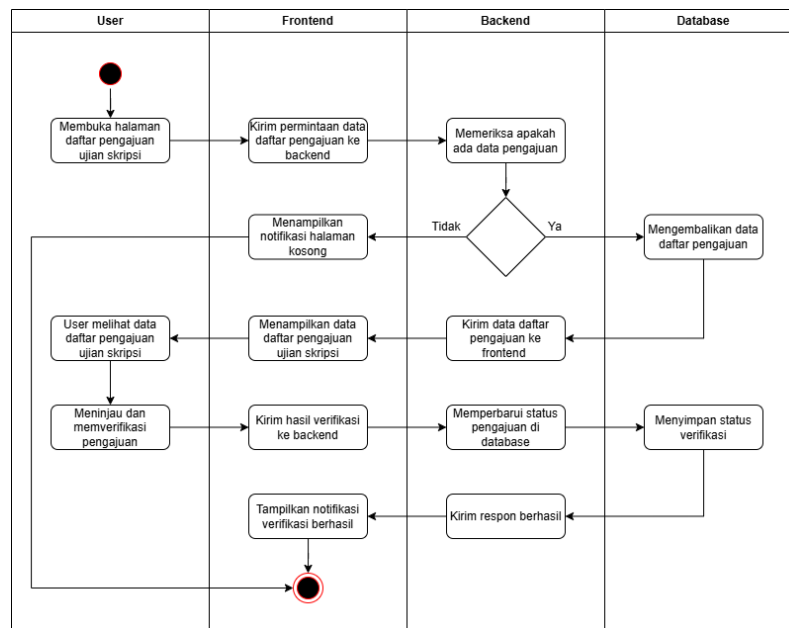 User
Frontend
Backend
Database
Membuka halaman
daftar pengajuan
ujian skripsi
Kirim permintaan data
daftar pengajuan ke
backend
Memeriksa apakah
ada data pengajuan
Menampilkan
notifikasi halaman
kosong
Tidak
Ya
Mengembalikan data
daftar pengajuan
User melihat data
daftar pengajuan
ujian skripsi
Menampilkan data
daftar pengajuan
ujian skripsi
Kirim data daftar
pengajuan ke
frontend
Meninjau dan
memverifikasi
pengajuan
Kirim hasil verifikasi
ke backend
Memperbarui status
pengajuan di
database
Menyimpan status
verifikasi
Tampilkan notifikasi
verifikasi berhasil
Kirim respon berhasil